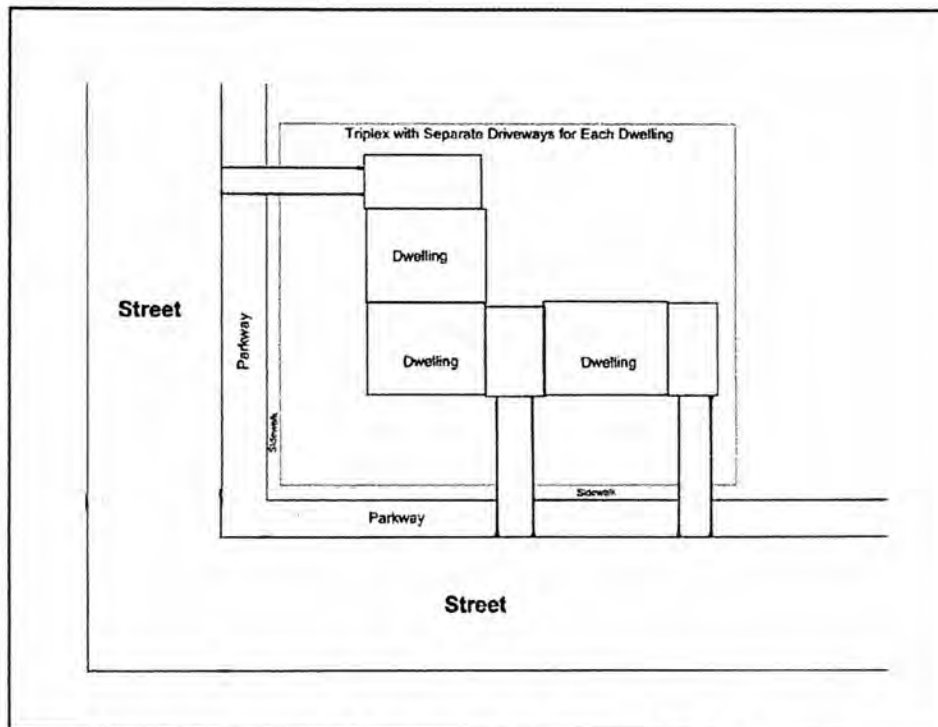 Triplex with Separate Driveways for Each Dwelling
Dwelling
Street
Parkway
Dwelling
Dwelling
Sidewalk
Sidewalk
Parkway
Street